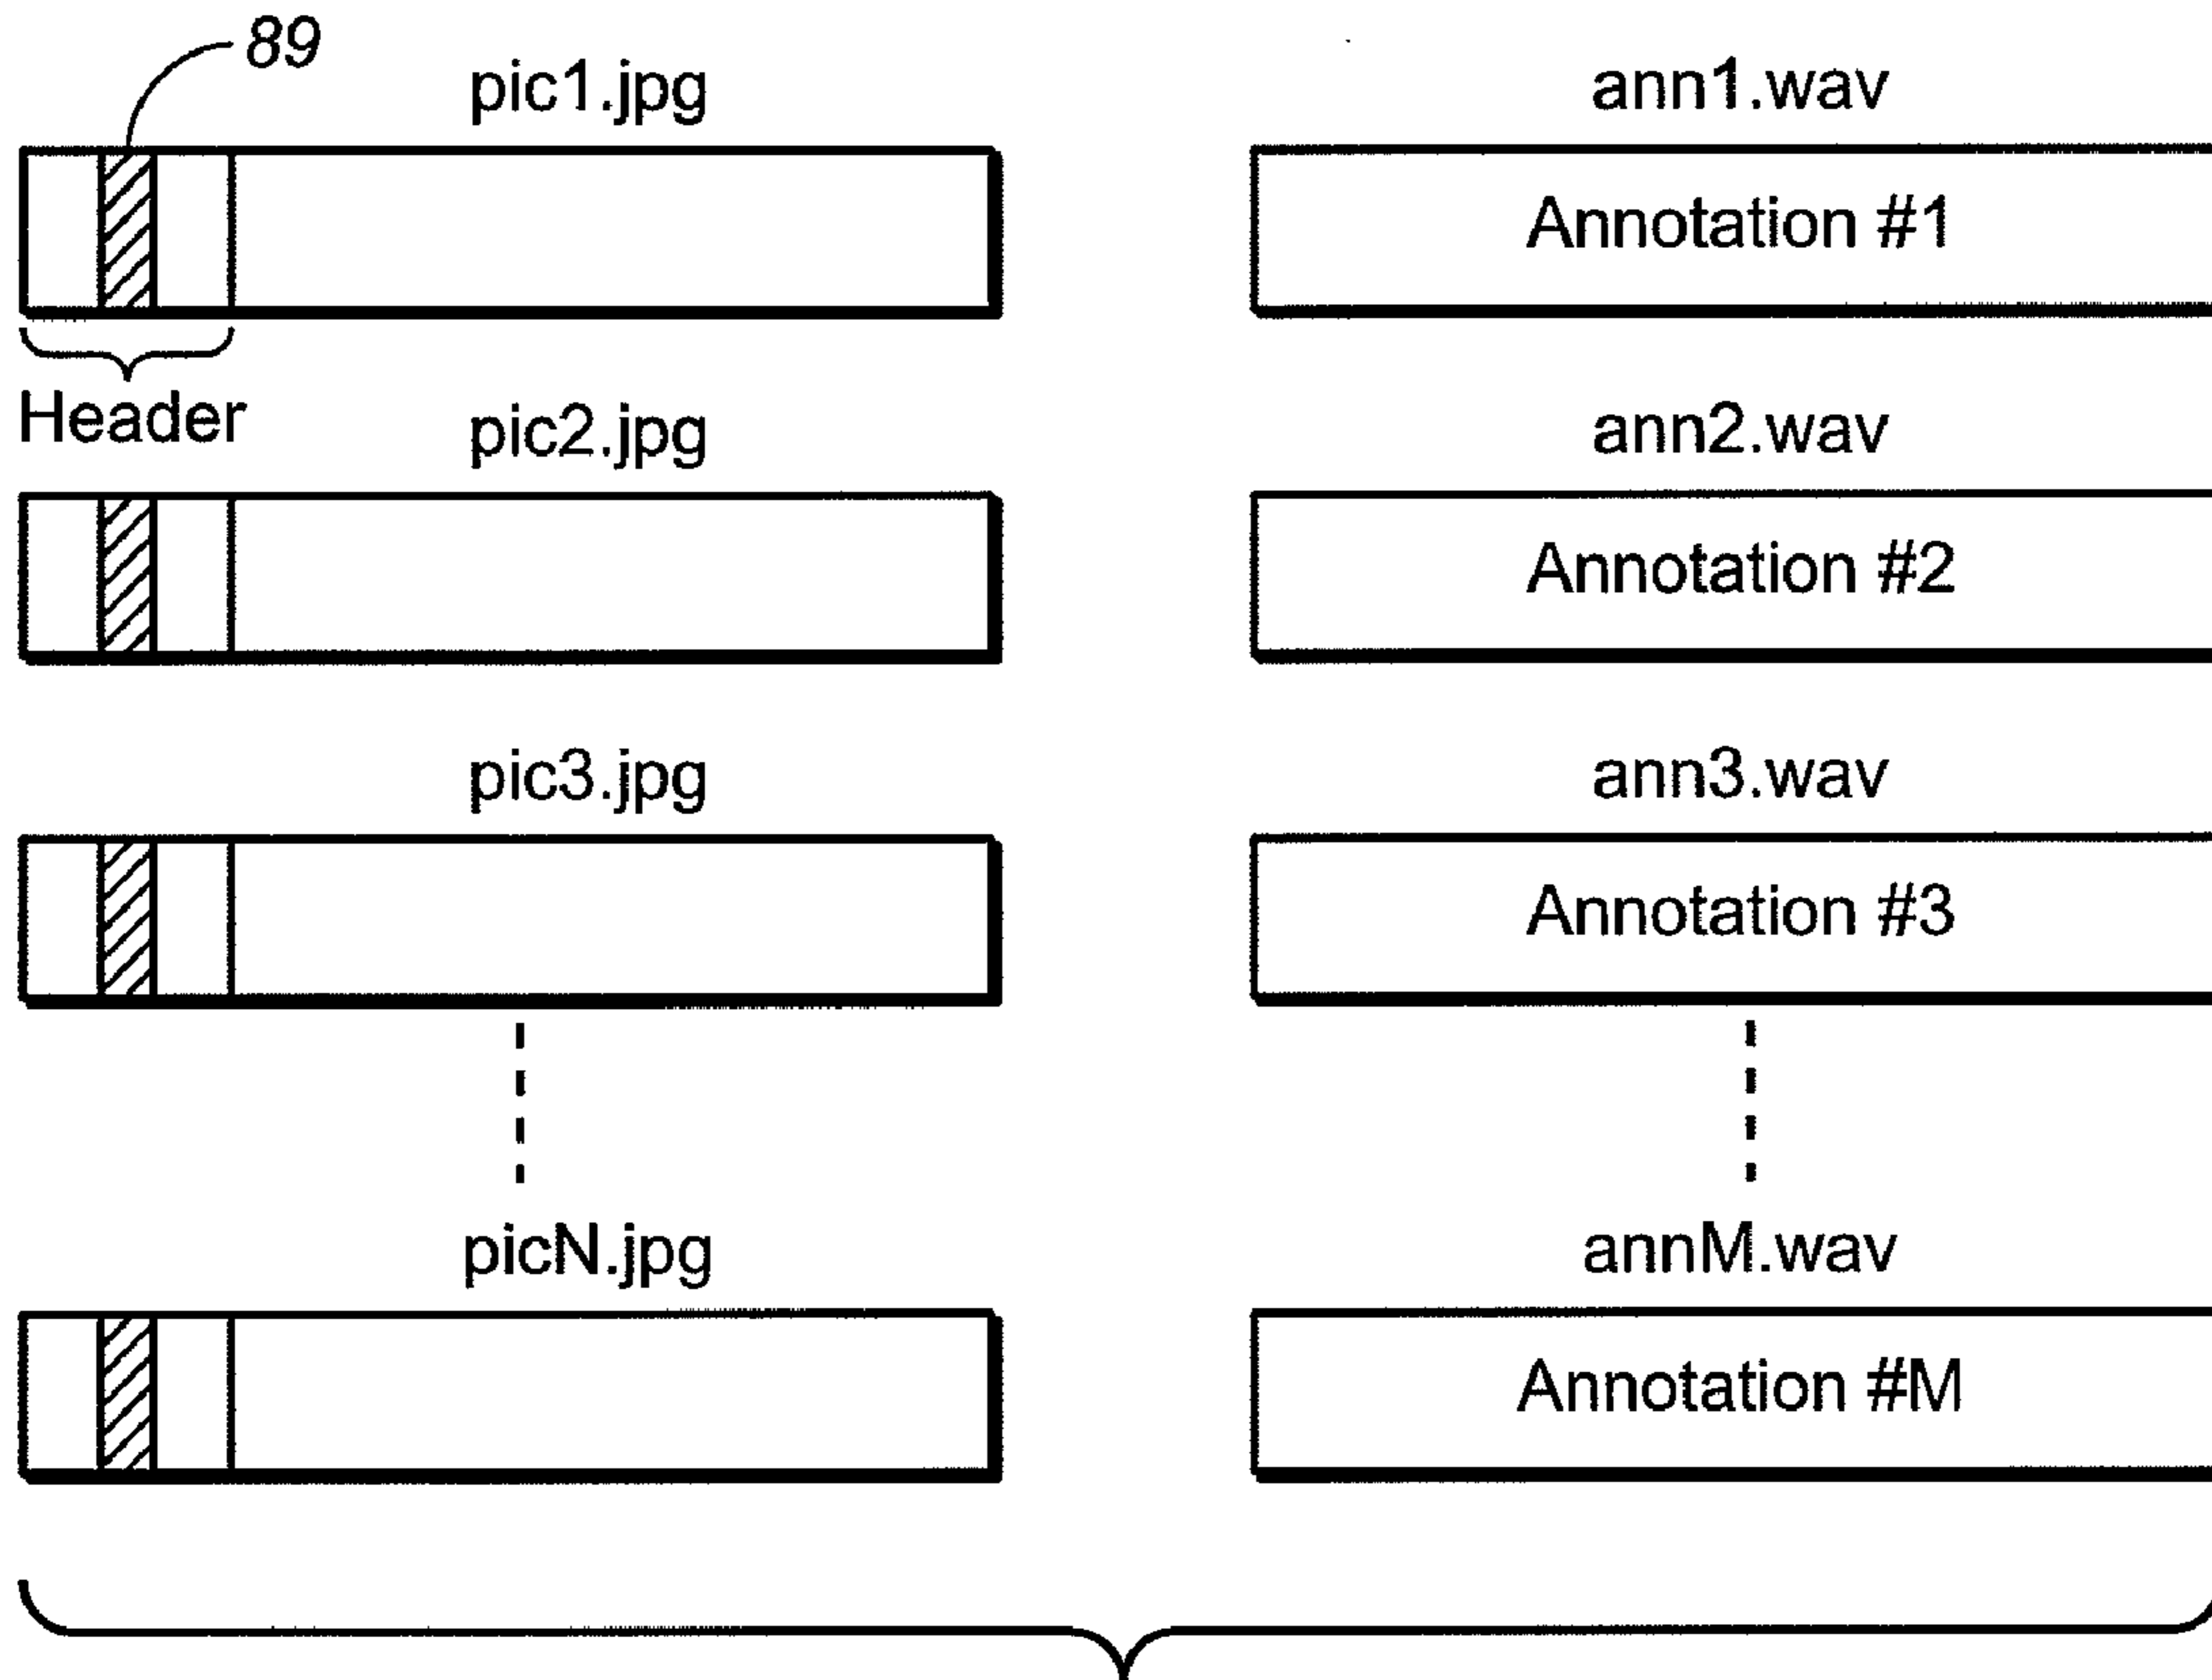 89
pic1.jpg ann1.wav
Annotation #1
Header
pic2.jpg ann2.wav
Annotation #2
pic3.jpg ann3.wav
Annotation #3
picN.jpg annM.wav
Annotation #M